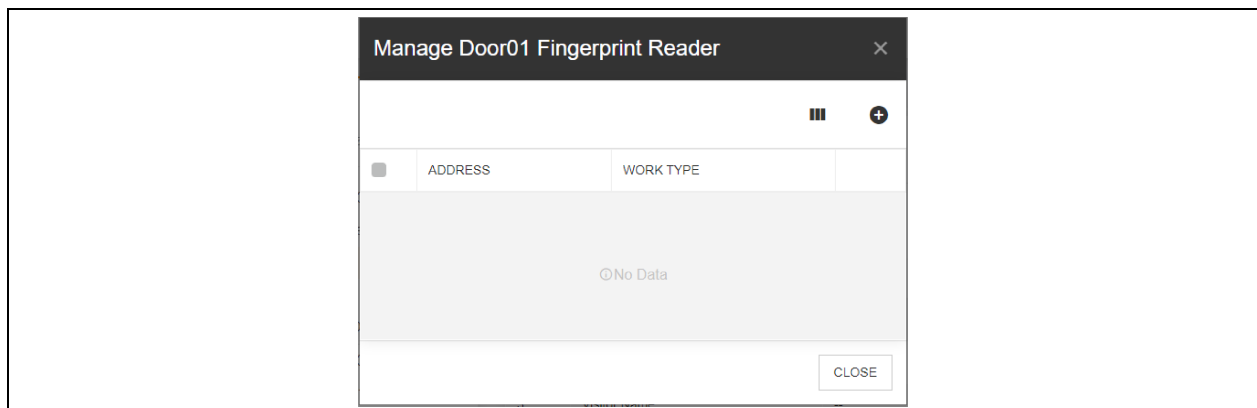 Manage Door01 Fingerprint Reader
ADDRESS WORK TYPE
No Data
CLOSE